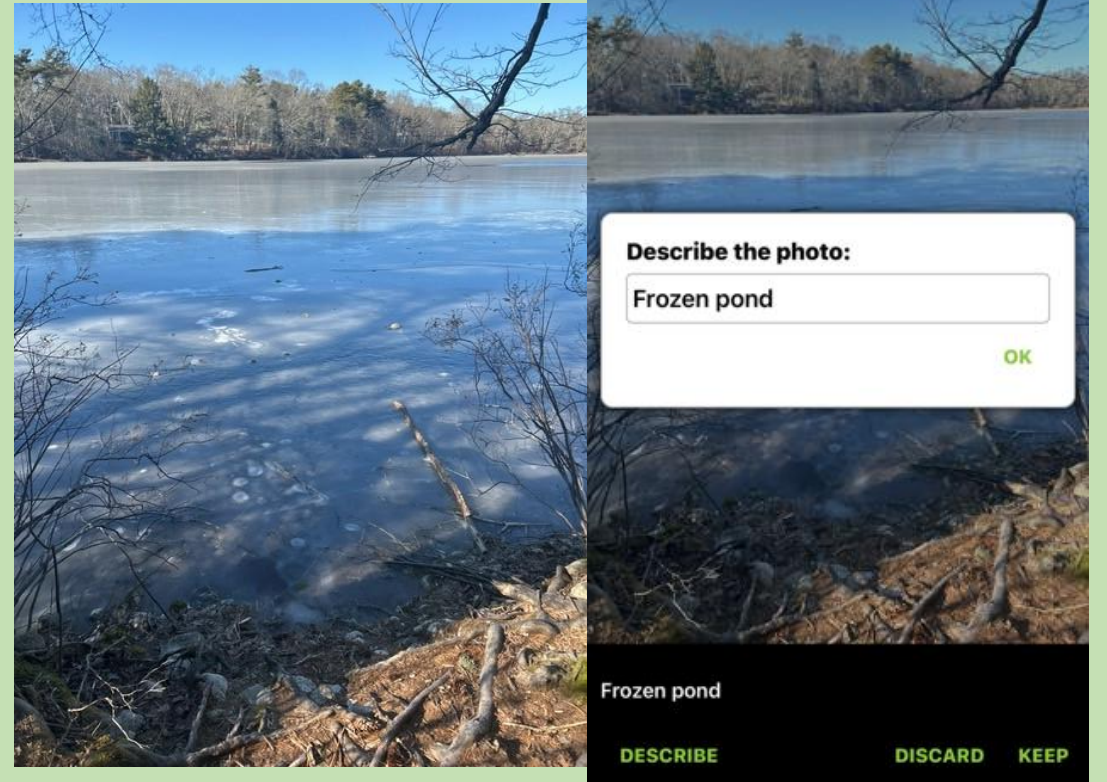 Describe the photo:
Frozen pond
OK
Frozen pond
DESCRIBE DISCARD KEEP